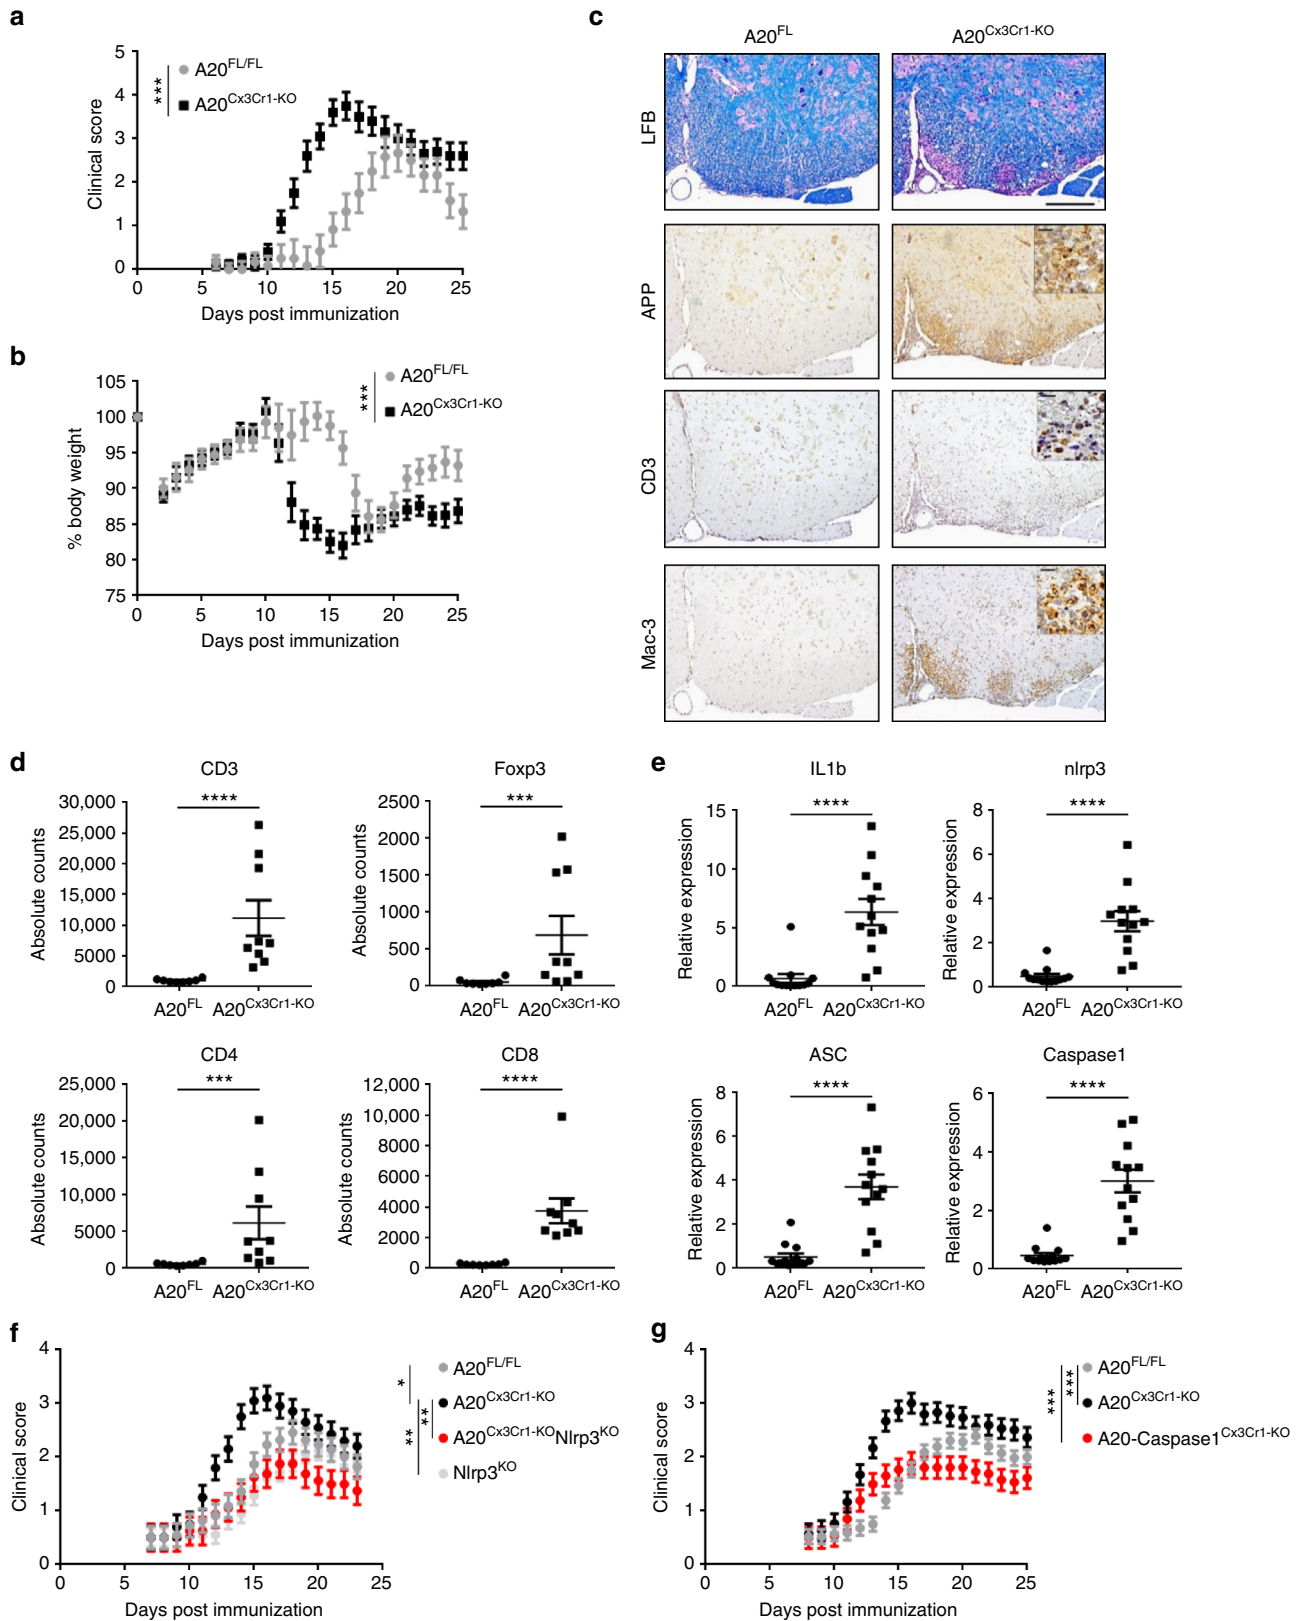 a
5
4
3
2
1
0
0 5 10 15 20 25
Clinical score
Days post immunization
***
A20FL/FL
A20Cx3Cr1-KO
b
105
100
95
90
85
80
75
0 5 10 15 20 25
% body weight
Days post immunization
***
A20FL/FL
A20Cx3Cr1-KO
c
A20FL
A20Cx3Cr1-KO
LFB
APP
CD3
Mac-3
d
CD3
****
30,000
25,000
20,000
15,000
10,000
5000
0
Absolute counts
A20FL A20Cx3Cr1-KO
Foxp3
***
2500
1500
1000
500
0
Absolute counts
A20FL A20Cx3Cr1-KO
CD4
***
25,000
20,000
10,000
5000
0
Absolute counts
A20FL A20Cx3Cr1-KO
CD8
****
12,000
10,000
8000
6000
4000
2000
0
Absolute counts
A20FL A20Cx3Cr1-KO
e
IL1b
****
15
10
5
0
Relative expression
A20FL A20Cx3Cr1-KO
nlrp3
****
8
6
4
2
0
Relative expression
A20FL A20Cx3Cr1-KO
ASC
****
8
6
4
2
0
Relative expression
A20FL A20Cx3Cr1-KO
Caspase1
****
6
4
2
0
Relative expression
A20FL A20Cx3Cr1-KO
f
4
3
2
1
0
0 5 10 15 20 25
Clinical score
Days post immunization
*
**
**
A20FL/FL
A20Cx3Cr1-KO
A20Cx3Cr1-KONlrp3KO
Nlrp3KO
g
4
3
2
1
0
0 5 10 15 20 25
Clinical score
Days post immunization
***
***
A20FL/FL
A20Cx3Cr1-KO
A20-Caspase1Cx3Cr1-KO